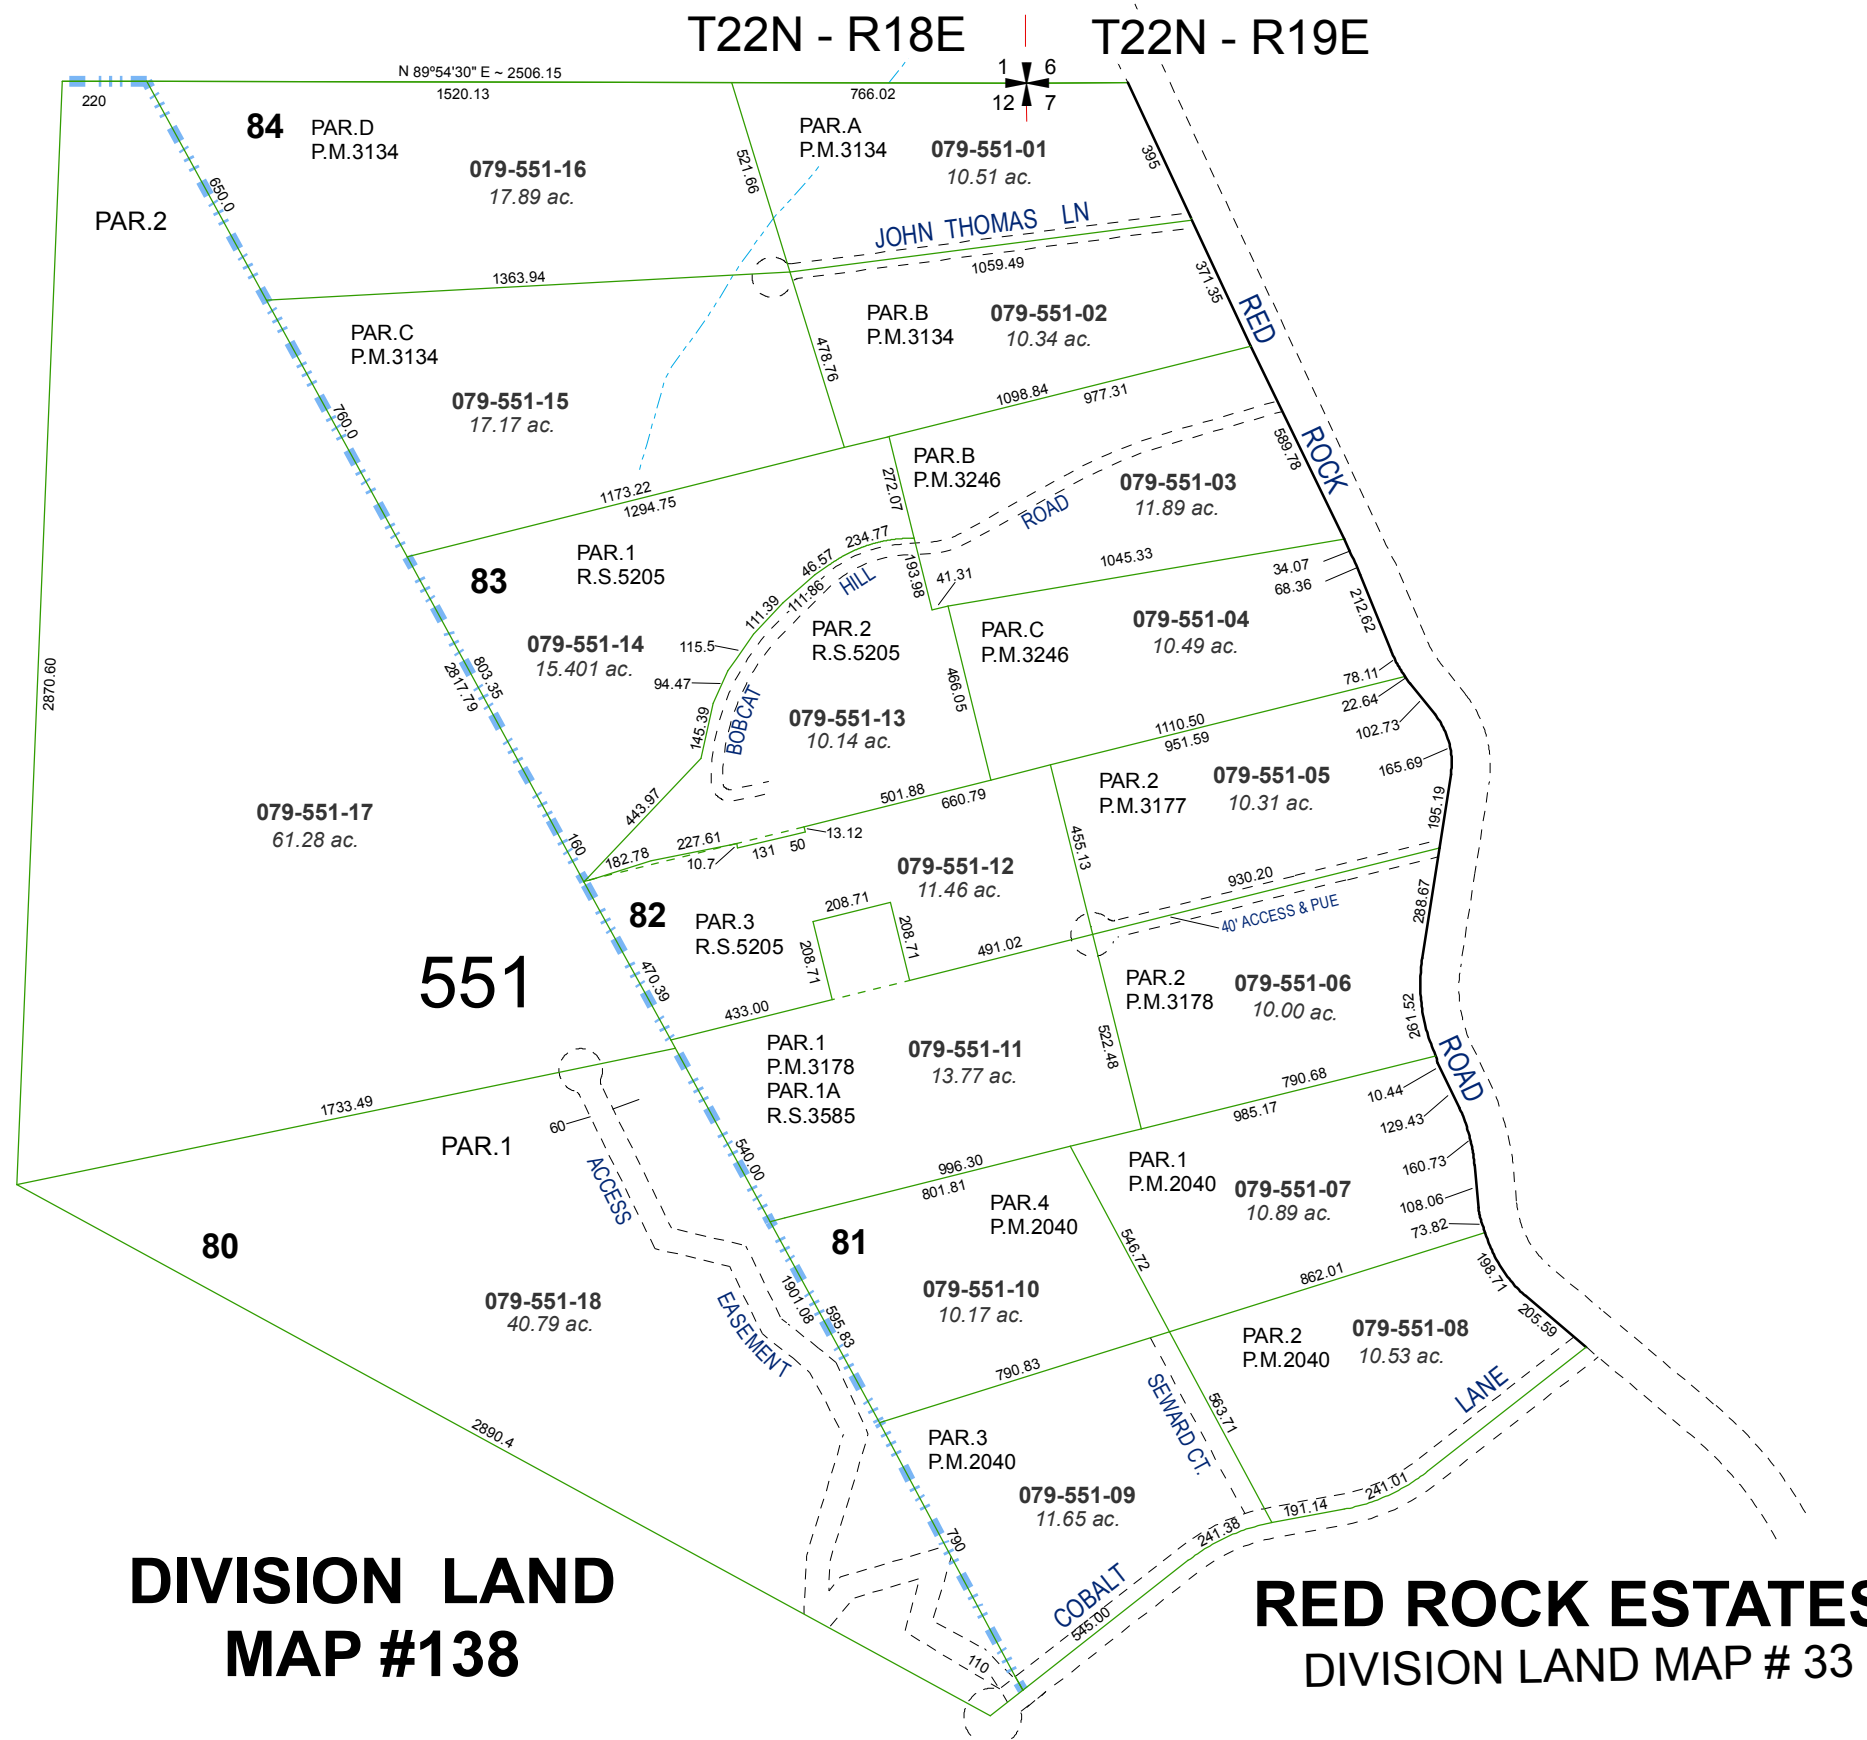 T22N - R18E
T22N - R19E
N 89º54'30" E ~ 2506.15
1 6
12 7
220
1520.13
766.02
84
PAR.D
P.M.3134
079-551-16
17.89 ac.
PAR.A
P.M.3134
079-551-01
10.51 ac.
521.66
395
650.0
PAR.2
JOHN THOMAS LN
1059.49
1363.94
371.35
RED
PAR.C
P.M.3134
079-551-15
17.17 ac.
PAR.B
P.M.3134
079-551-02
10.34 ac.
478.76
760.0
1098.84
977.31
ROCK
589.78
PAR.B
P.M.3246
079-551-03
11.89 ac.
272.07
1173.22
1294.75
ROAD
83
PAR.1
R.S.5205
46.57
234.77
193.98
41.31
1045.33
34.07
68.36
212.62
111.39
111.86
HILL
079-551-14
15.401 ac.
115.5
94.47
145.39
PAR.2
R.S.5205
PAR.C
P.M.3246
079-551-04
10.49 ac.
2870.60
803.35
2817.79
466.05
BOBCAT
079-551-13
10.14 ac.
1110.50
951.59
78.11
22.64
102.73
165.69
443.97
501.88
660.79
PAR.2
P.M.3177
079-551-05
10.31 ac.
195.19
079-551-17
61.28 ac.
160
182.78
227.61
10.7
131
50
13.12
455.13
079-551-12
11.46 ac.
930.20
288.67
40' ACCESS & PUE
82
PAR.3
R.S.5205
208.71
208.71
208.71
491.02
551
470.39
433.00
PAR.2
P.M.3178
079-551-06
10.00 ac.
261.52
PAR.1
P.M.3178
PAR.1A
R.S.3585
079-551-11
13.77 ac.
522.48
ROAD
790.68
985.17
10.44
129.43
160.73
108.06
73.82
1733.49
60
PAR.1
ACCESS
540.00
996.30
801.81
PAR.4
P.M.2040
PAR.1
P.M.2040
079-551-07
10.89 ac.
80
81
546.72
862.01
198.71
205.59
079-551-18
40.79 ac.
EASEMENT
1901.08
595.83
079-551-10
10.17 ac.
PAR.2
P.M.2040
079-551-08
10.53 ac.
790.83
SEWARD CT.
563.71
LANE
2890.4
PAR.3
P.M.2040
079-551-09
11.65 ac.
790
241.38
191.14
241.01
COBALT
545.00
110
DIVISION LAND
MAP #138
RED ROCK ESTATES
DIVISION LAND MAP # 33